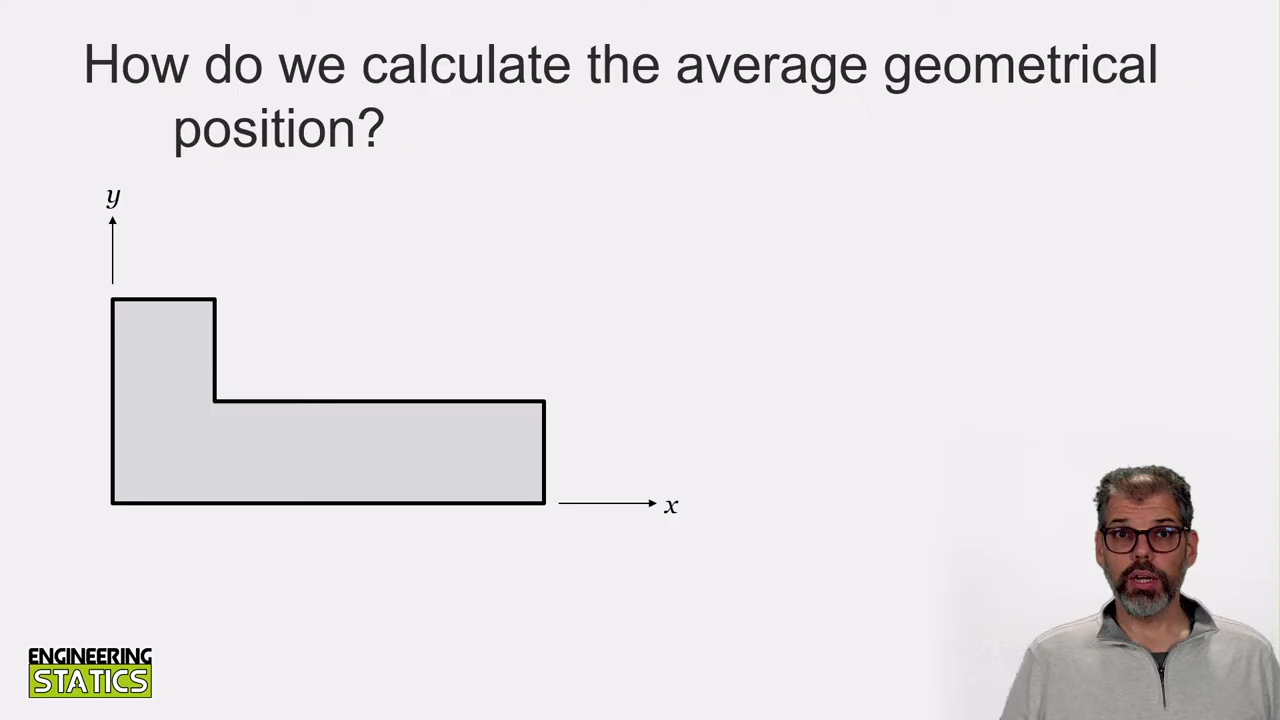 How do we calculate the average geometrical
position?
y
x
ENGINEERING
STATICS